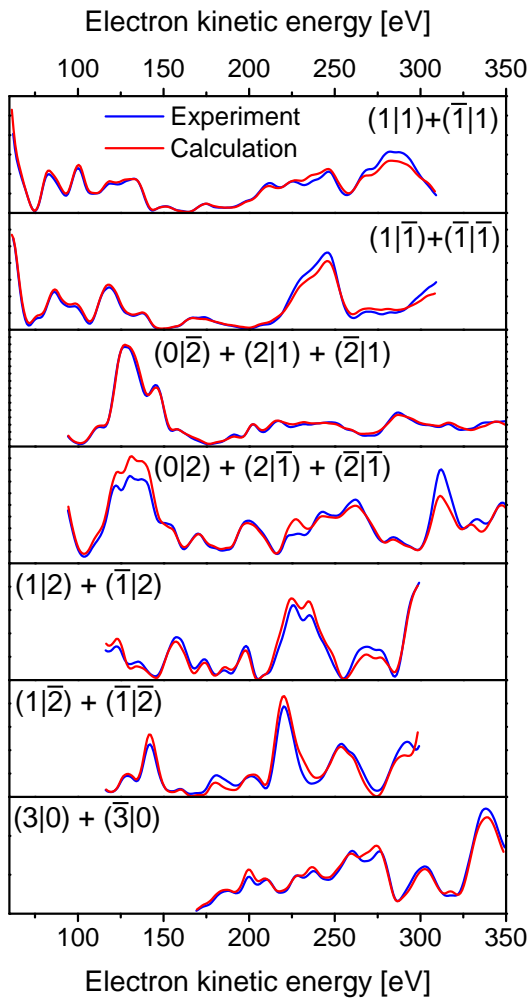 Electron kinetic energy [eV]
100 150 200 250 300 350
Experiment
Calculation
(1|1)+(1̅|1)
(1|1̅)+(1̅|1̅)
(0|2̅) + (2|1) + (2̅|1)
(0|2) + (2|1̅) + (2̅|1̅)
(1|2) + (1̅|2)
(1|2̅) + (1̅|2̅)
(3|0) + (3̅|0)
100 150 200 250 300 350
Electron kinetic energy [eV]